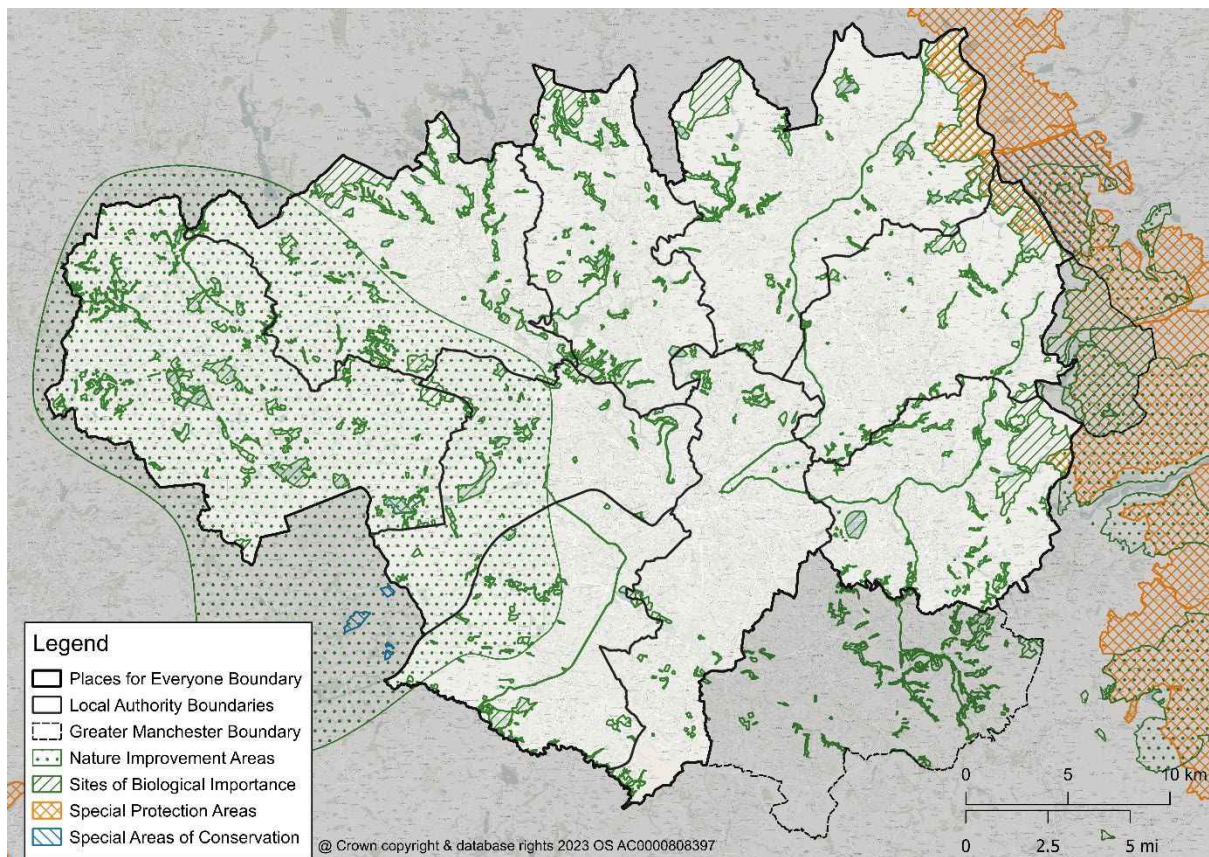 Legend
Places for Everyone Boundary
Local Authority Boundaries
Greater Manchester Boundary
Nature Improvement Areas
Sites of Biological Importance
Special Protection Areas
Special Areas of Conservation
@ Crown copyright & database rights 2023 OS AC0000808397
0 5 10 km
0 2.5 5 mi